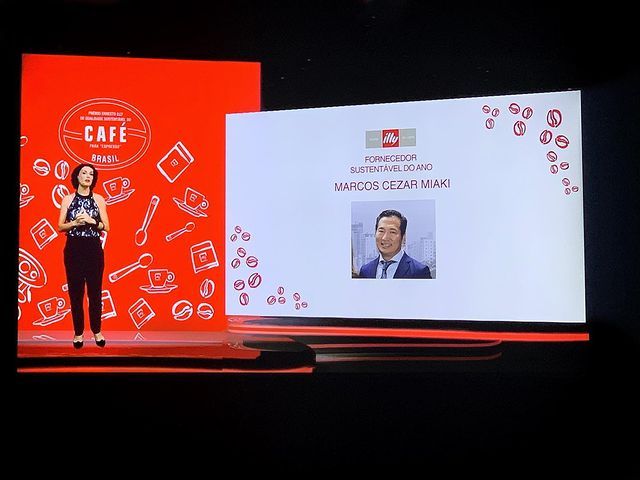 PRÊMIO ERNESTO ILLY
DE QUALIDADE SUSTENTÁVEL DO
CAFÉ
PARA "ESPRESSO"
BRASIL
illy
FORNECEDOR
SUSTENTÁVEL DO ANO
MARCOS CEZAR MIAKI